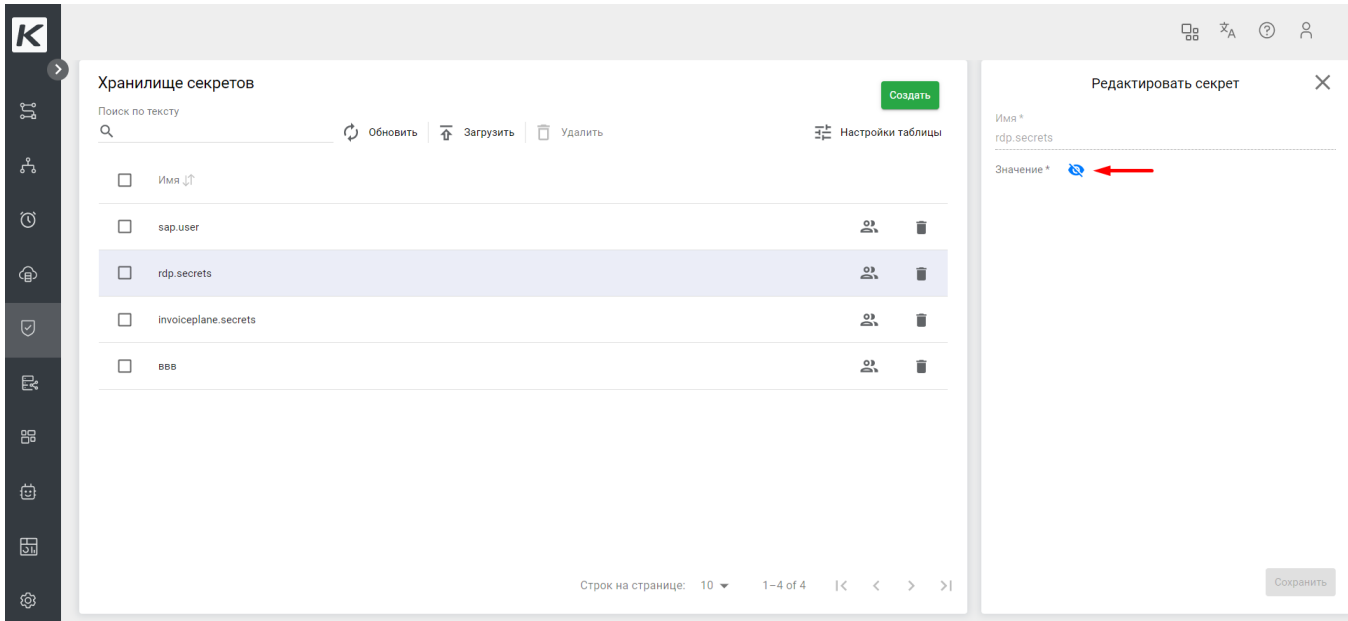 K
Хранилище секретов
Создать
Поиск по тексту
Обновить
Загрузить
Удалить
Настройки таблицы
Имя
sap.user
rdp.secrets
invoiceplane.secrets
ввв
Строк на странице: 10
1–4 of 4
Редактировать секрет
Имя *
rdp.secrets
Значение *
Сохранить